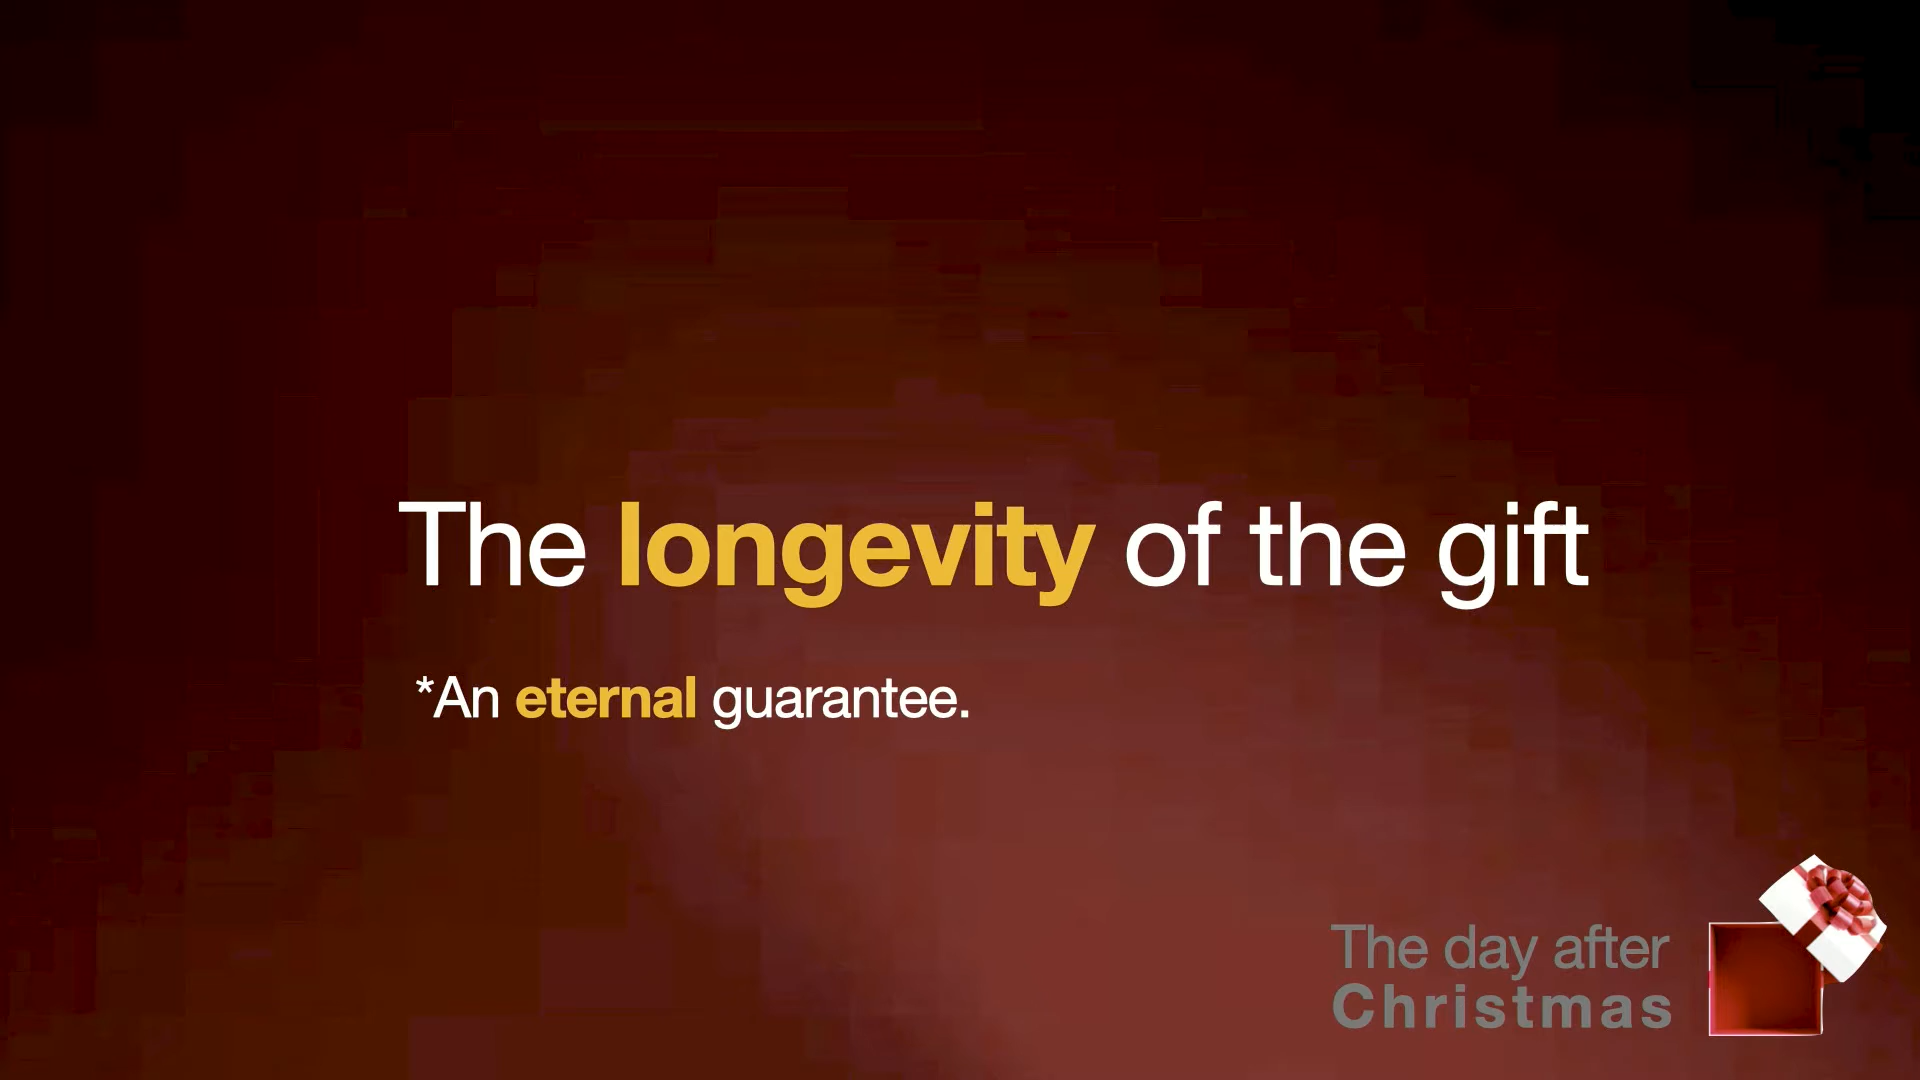 The longevity of the gift
*An eternal guarantee.
The day after
Christmas